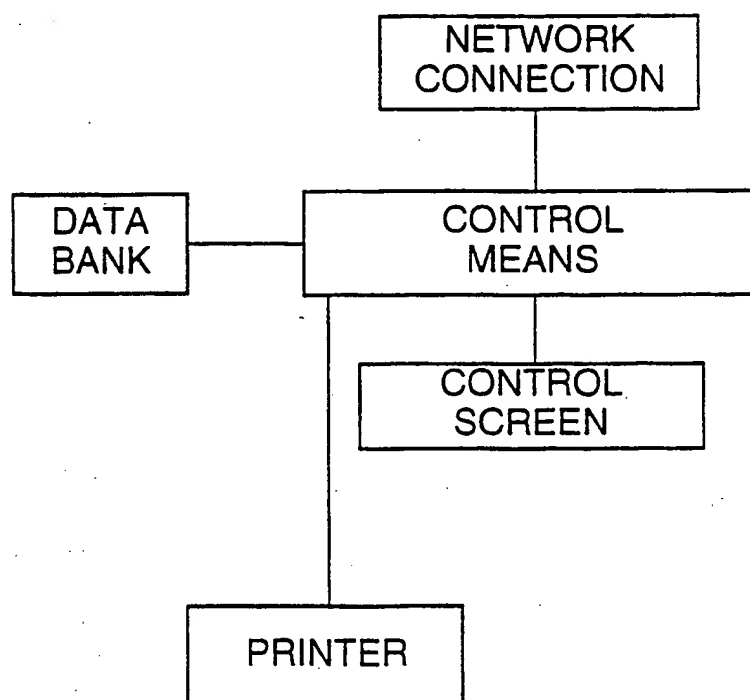 NETWORK
CONNECTION
DATA
BANK
CONTROL
MEANS
CONTROL
SCREEN
PRINTER